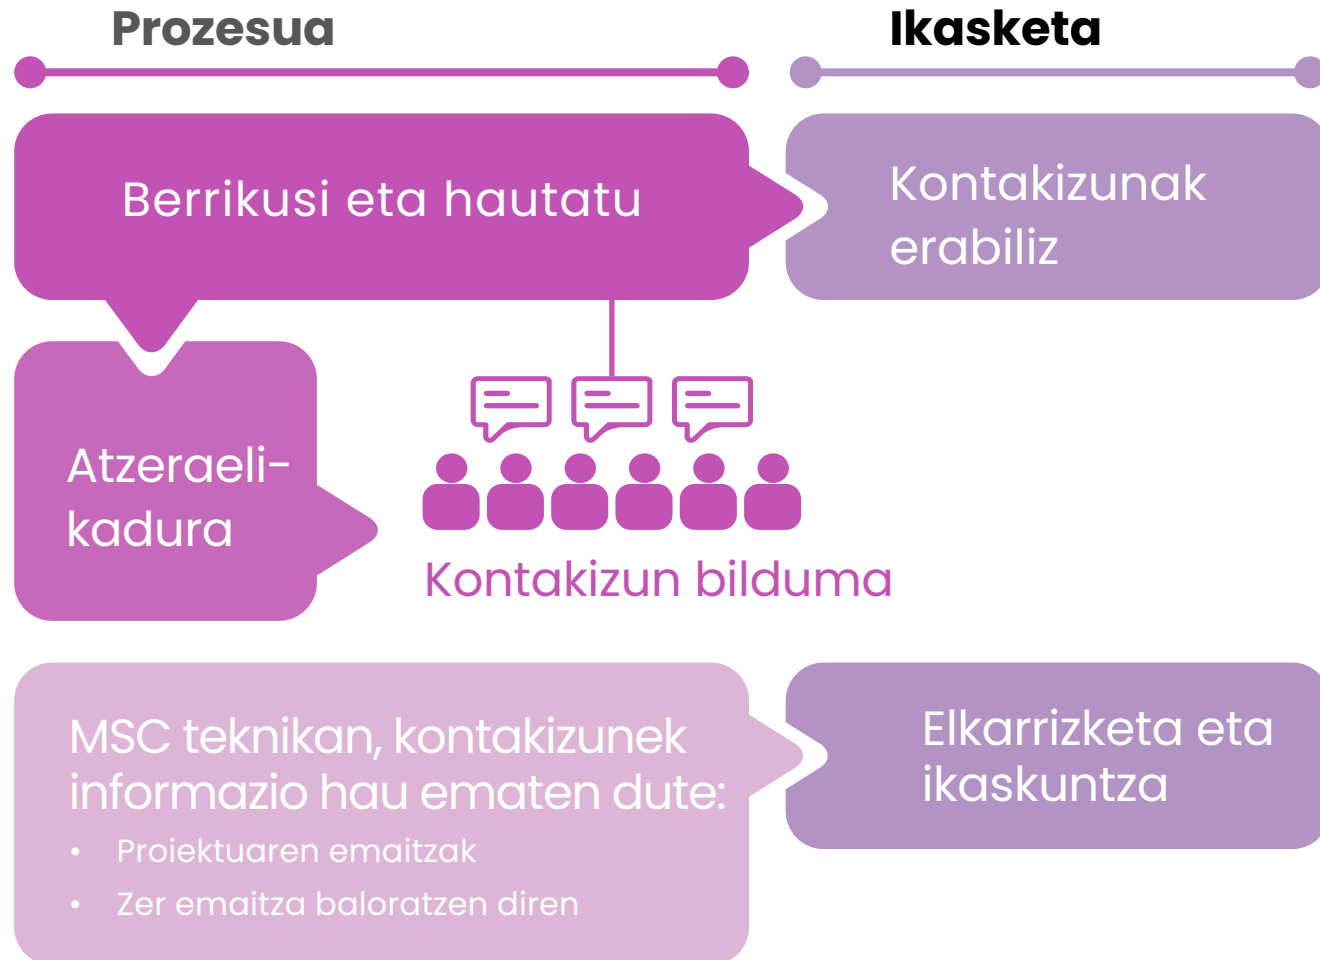 Prozesua
Ikasketa
Berrikusi eta hautatu
Kontakizunak
erabiliz
Atzeraeli-
kadura
Kontakizun bilduma
MSC teknikan, kontakizunek
informazio hau ematen dute:
• Proiektuaren emaitzak
• Zer emaitza baloratzen diren
Elkarrizketa eta
ikaskuntza